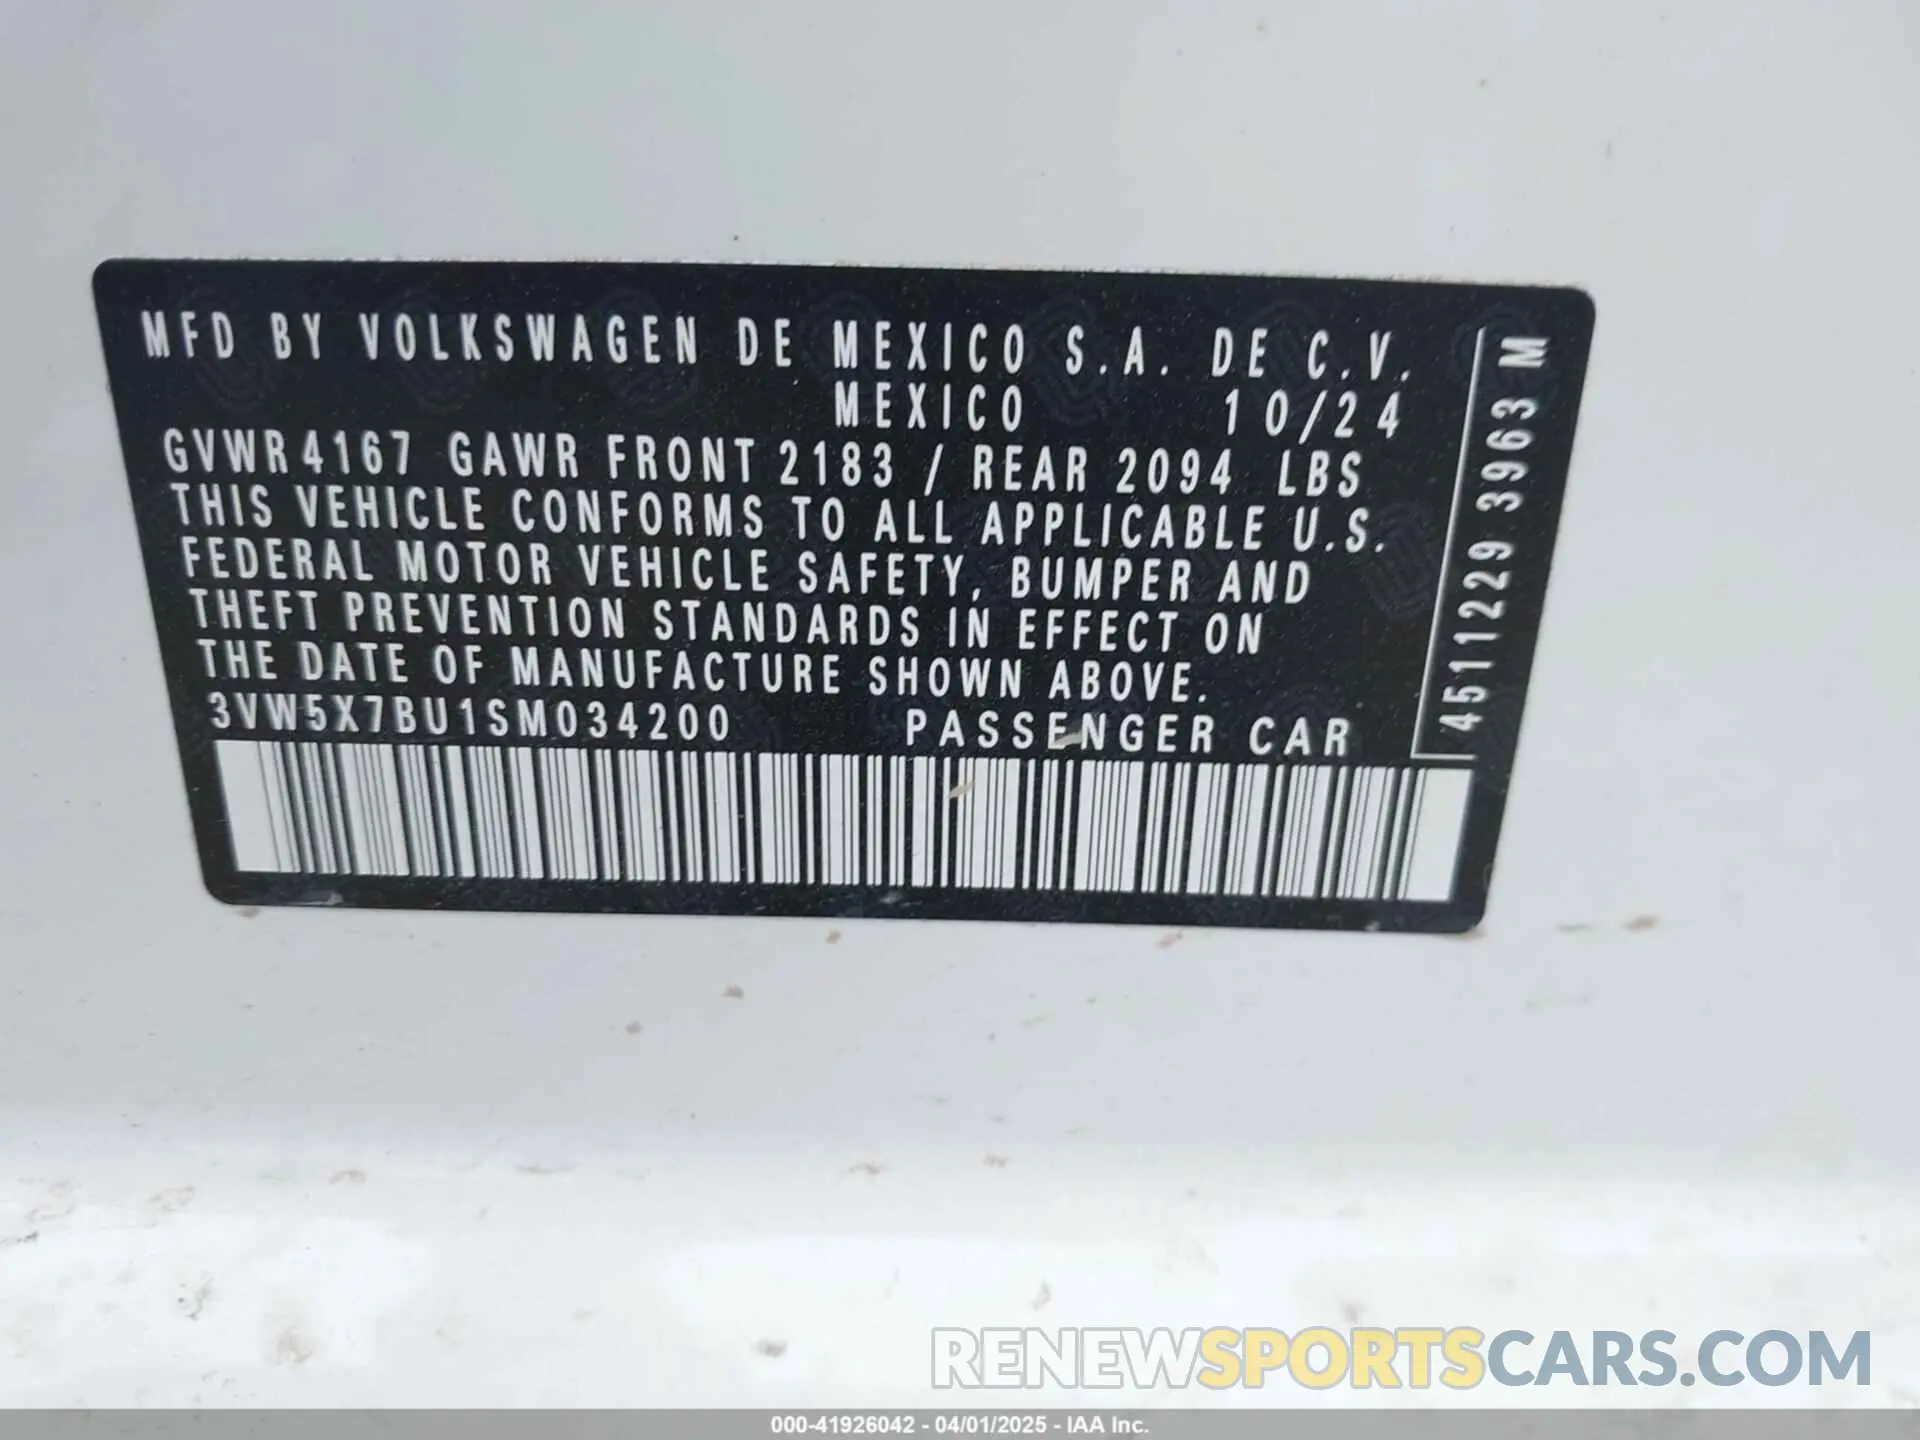 MFD BY VOLKSWAGEN DE MEXICO S.A. DE C.V.
MEXICO 10/24
GVWR 4167 GAWR FRONT 2183 / REAR 2094 LBS
THIS VEHICLE CONFORMS TO ALL APPLICABLE U.S.
FEDERAL MOTOR VEHICLE SAFETY, BUMPER AND
THEFT PREVENTION STANDARDS IN EFFECT ON
THE DATE OF MANUFACTURE SHOWN ABOVE.
3VW5X7BU1SM034200 PASSENGER CAR
4511229 3963 M
RENEWSPORTSCARS.COM
000-41926042 - 04/01/2025 - IAA Inc.